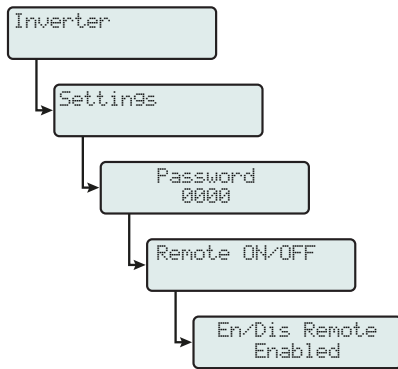 Inverter
Settings
Password
0000
Remote ON/OFF
En/Dis Remote
Enabled